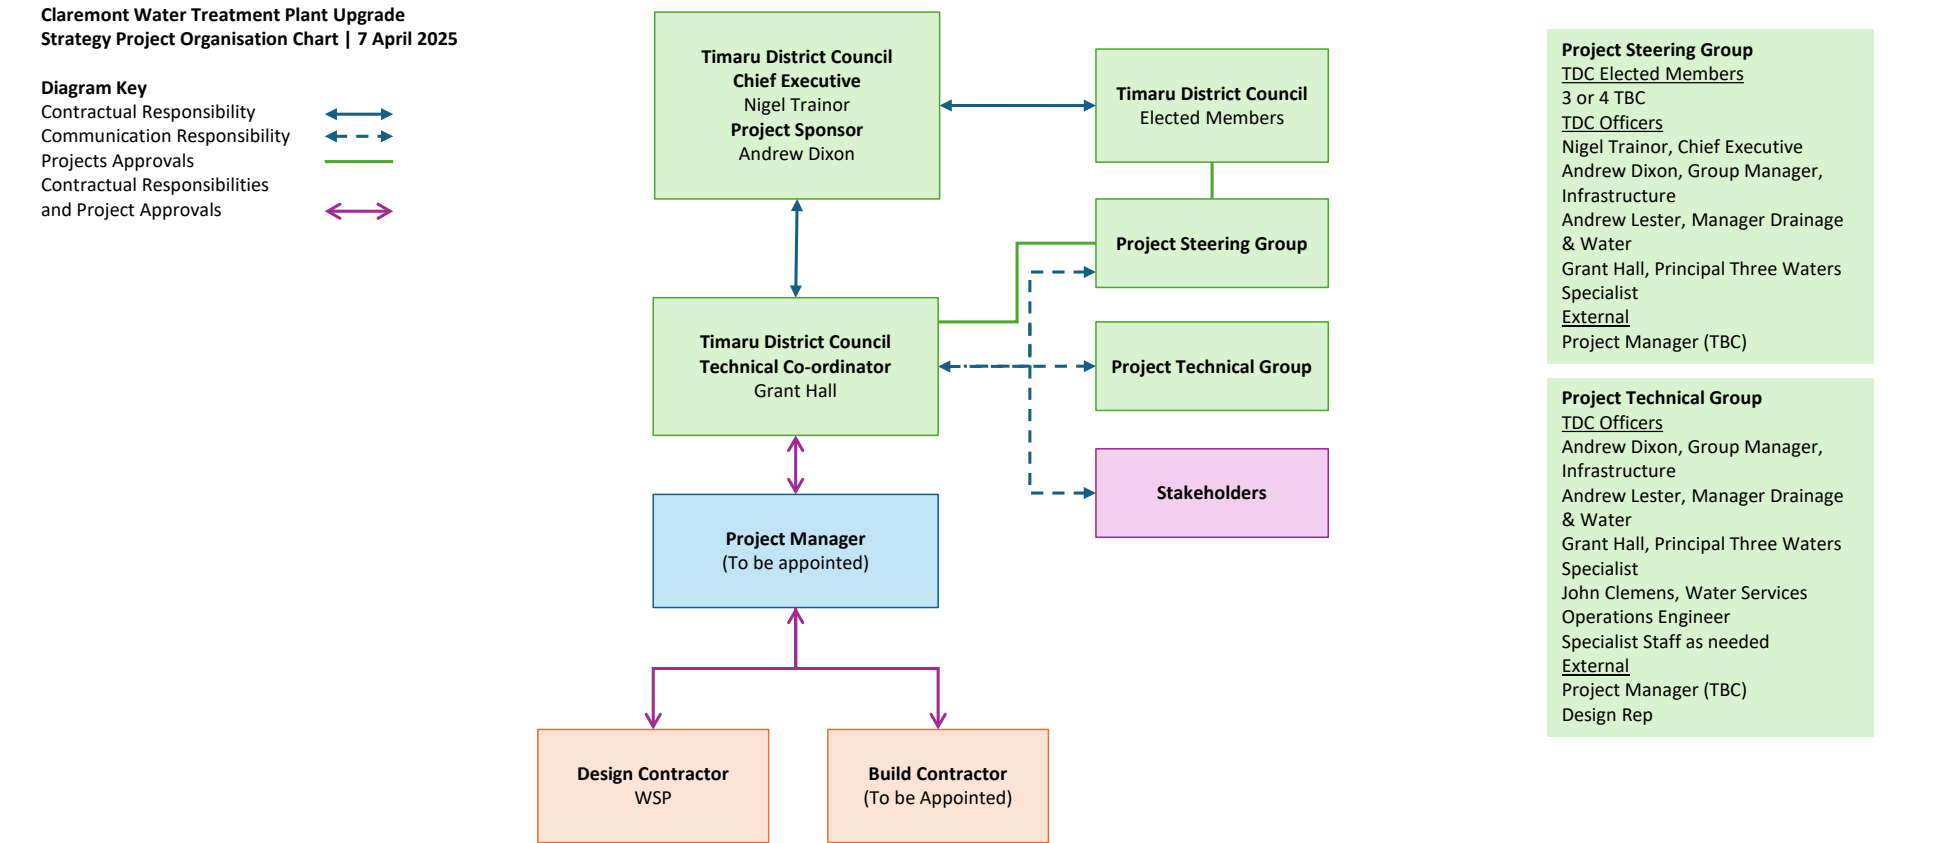 Claremont Water Treatment Plant Upgrade
Strategy Project Organisation Chart | 7 April 2025
Diagram Key
Contractual Responsibility
Communication Responsibility
Projects Approvals
Contractual Responsibilities
and Project Approvals
Timaru District Council
Chief Executive
Nigel Trainor
Project Sponsor
Andrew Dixon
Timaru District Council
Elected Members
Project Steering Group
Timaru District Council
Technical Co-ordinator
Grant Hall
Project Technical Group
Stakeholders
Project Manager
(To be appointed)
Design Contractor
WSP
Build Contractor
(To be Appointed)
Project Steering Group
TDC Elected Members
3 or 4 TBC
TDC Officers
Nigel Trainor, Chief Executive
Andrew Dixon, Group Manager,
Infrastructure
Andrew Lester, Manager Drainage
& Water
Grant Hall, Principal Three Waters
Specialist
External
Project Manager (TBC)
Project Technical Group
TDC Officers
Andrew Dixon, Group Manager,
Infrastructure
Andrew Lester, Manager Drainage
& Water
Grant Hall, Principal Three Waters
Specialist
John Clemens, Water Services
Operations Engineer
Specialist Staff as needed
External
Project Manager (TBC)
Design Rep